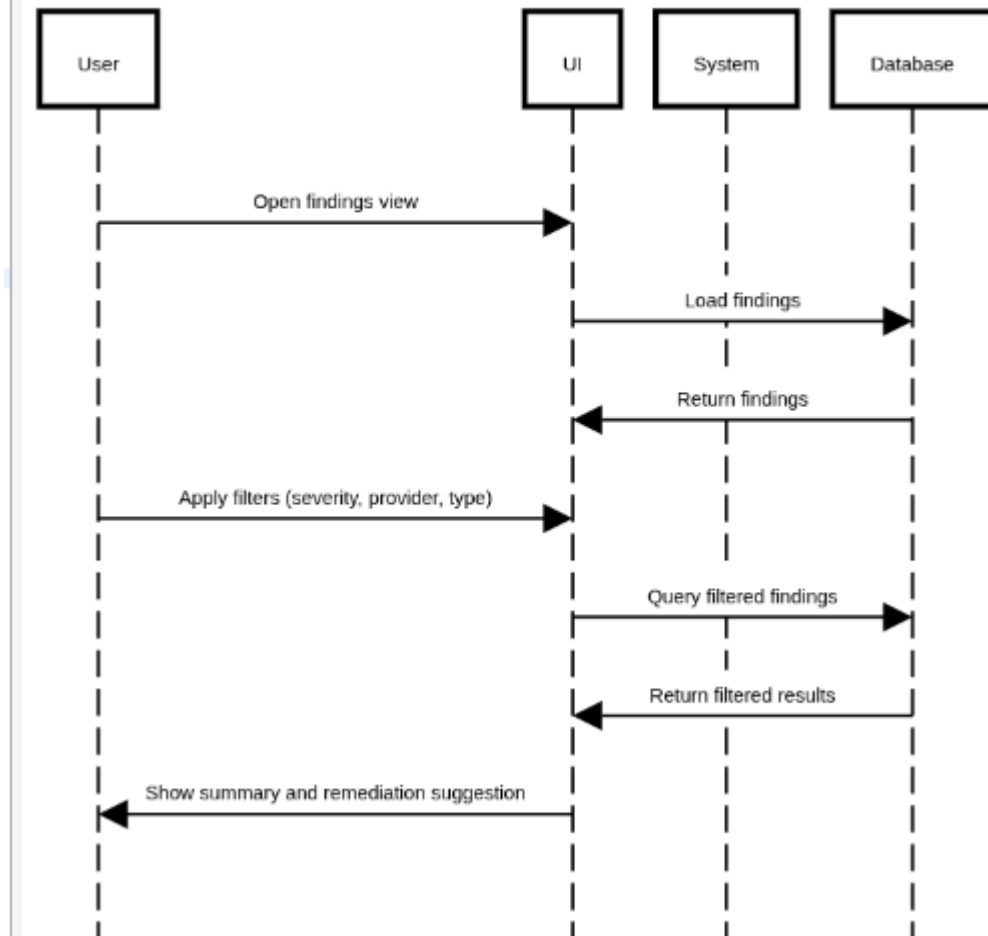 User
UI
System
Database
Open findings view
Load findings
Return findings
Apply filters (severity, provider, type)
Query filtered findings
Return filtered results
Show summary and remediation suggestion